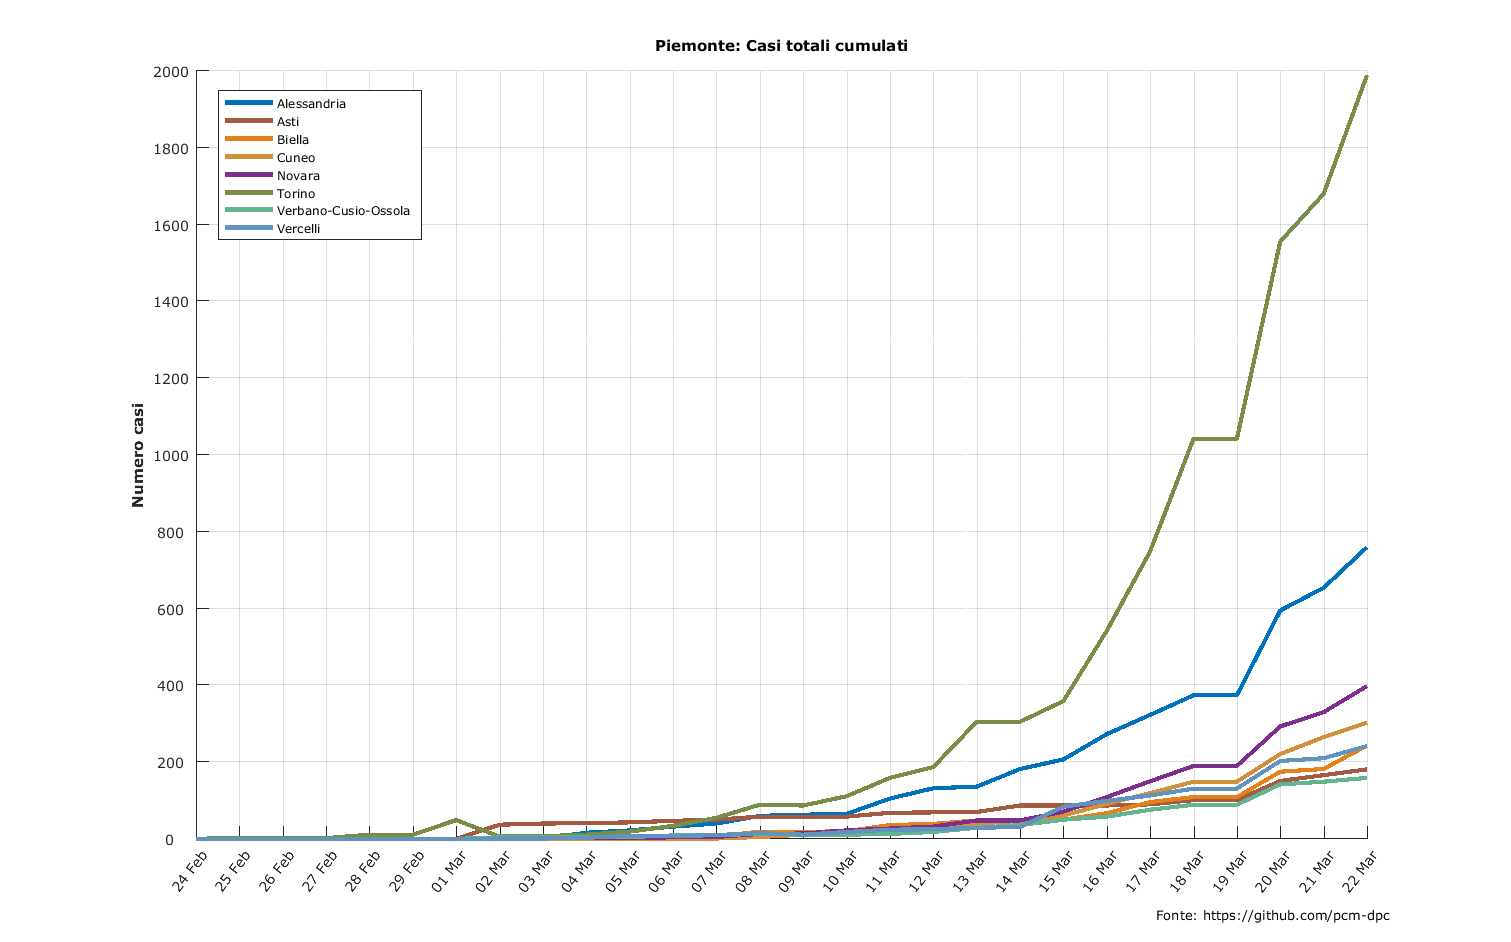 Piemonte: Casi totali cumulati
2000
1800
1600
1400
1200
1000
800
600
400
200
0
Numero casi
Alessandria
Asti
Biella
Cuneo
Novara
Torino
Verbano-Cusio-Ossola
Vercelli
24 Feb
25 Feb
26 Feb
27 Feb
28 Feb
29 Feb
01 Mar
02 Mar
03 Mar
04 Mar
05 Mar
06 Mar
07 Mar
08 Mar
09 Mar
10 Mar
11 Mar
12 Mar
13 Mar
14 Mar
15 Mar
16 Mar
17 Mar
18 Mar
19 Mar
20 Mar
21 Mar
22 Mar
Fonte: https://github.com/pcm-dpc